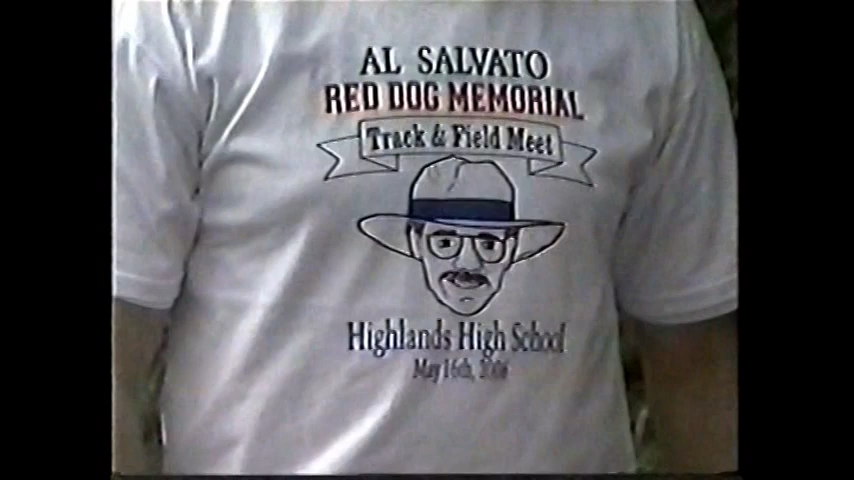 AL SALVATO
RED DOG MEMORIAL
Track & Field Meet
Highlands High School
May 16th,